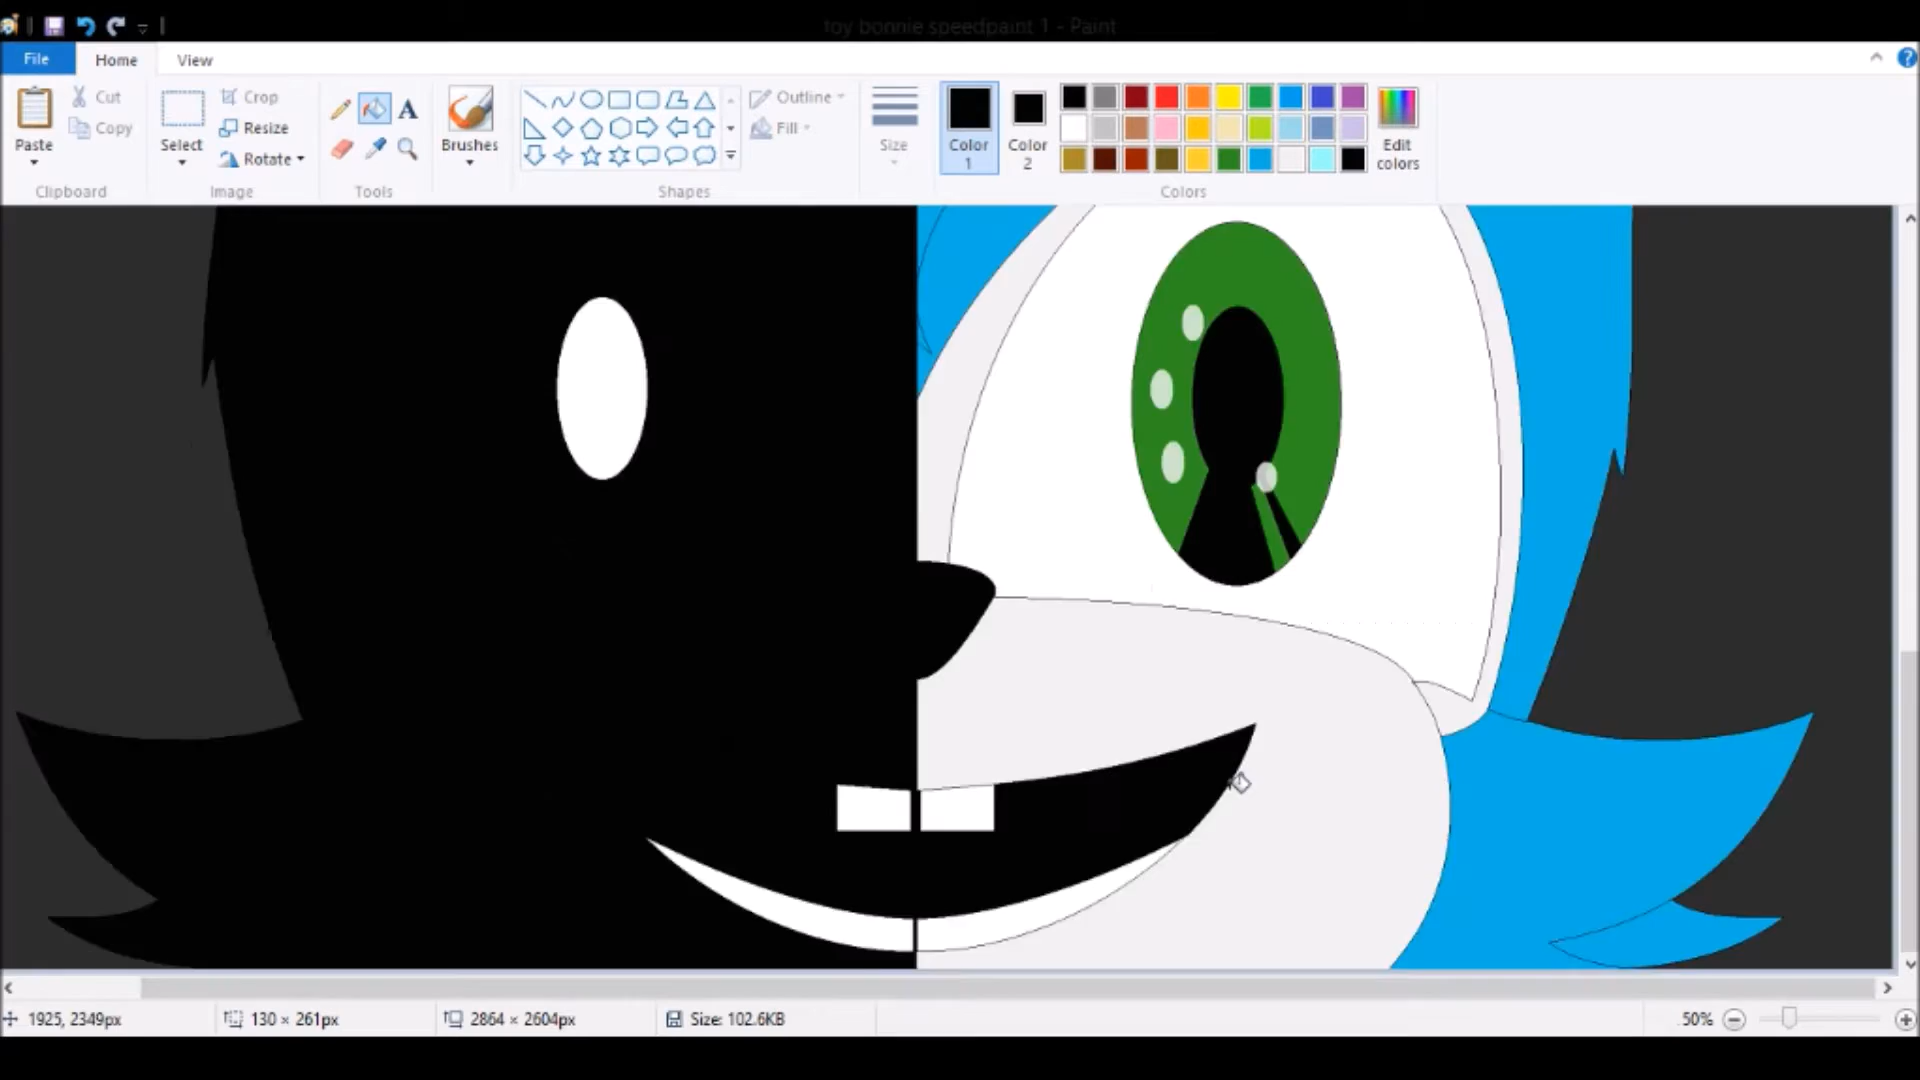 toy bonnie speedpaint 1 - Paint
File Home View
Paste Cut Copy Clipboard
Select Crop Resize Rotate Image
A Tools
Brushes
Outline Fill Shapes
Size
Color 1 Color 2 Edit colors Colors
1925, 2349px 130 × 261px 2864 × 2604px Size: 102.6KB 50%